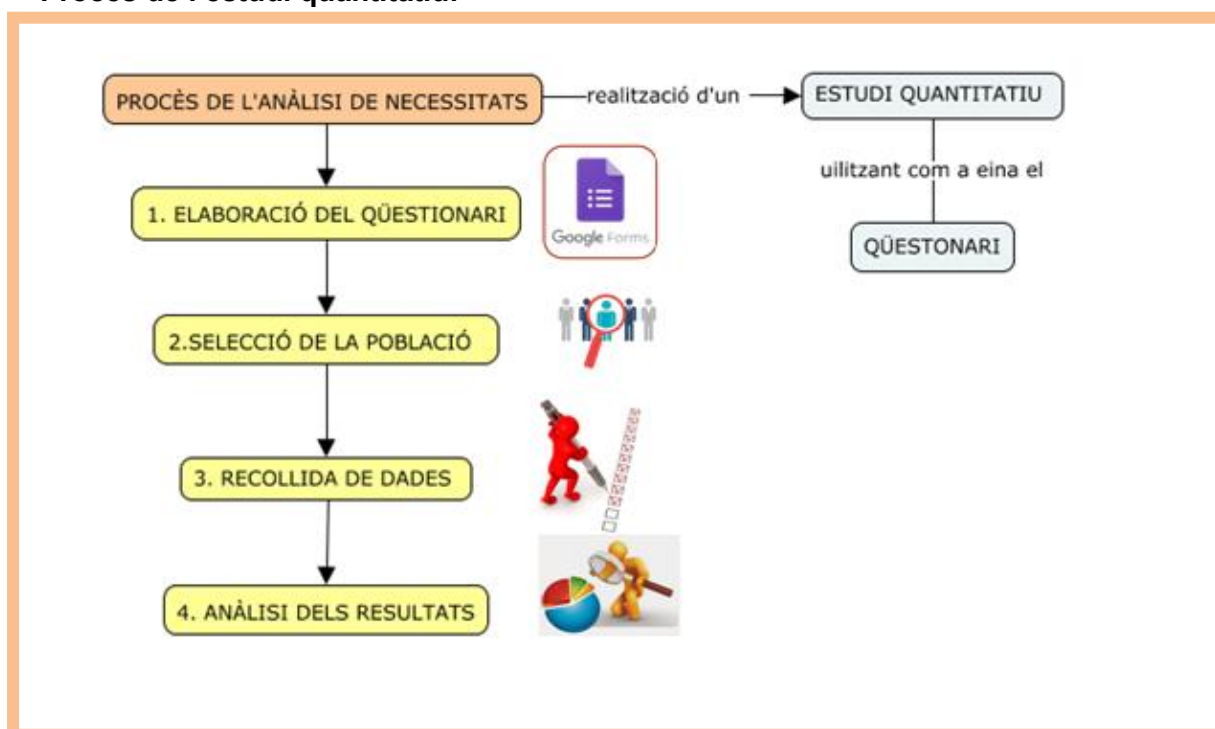 PROCÈS DE L'ANÀLISI DE NECESSITATS
realització d'un
ESTUDI QUANTITATIU
uilitzant com a eina el
QÜESTONARI
1. ELABORACIÓ DEL QÜESTIONARI
Google Forms
2.SELECCIÓ DE LA POBLACIÓ
3. RECOLLIDA DE DADES
4. ANÀLISI DELS RESULTATS